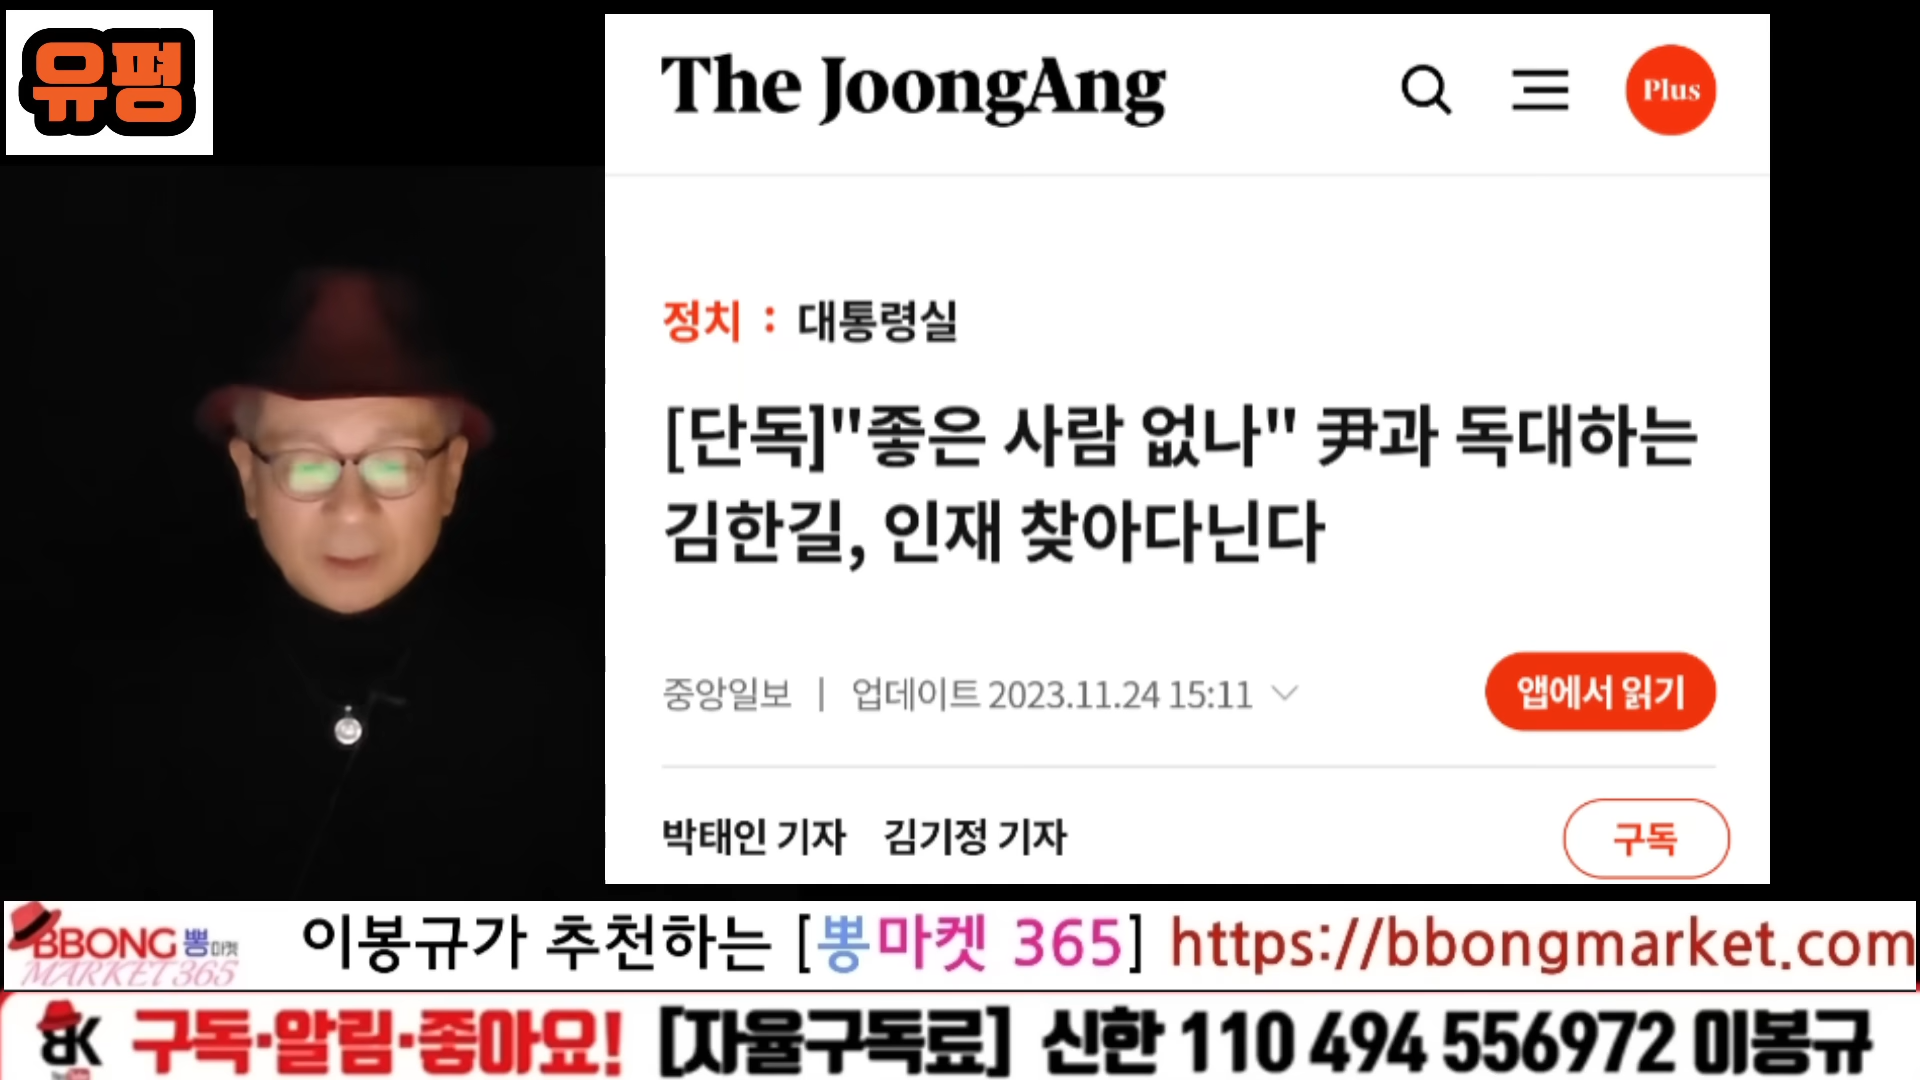 유평
The JoongAng
Plus
정치 : 대통령실
[단독]"좋은 사람 없나" 尹과 독대하는
김한길, 인재 찾아다닌다
중앙일보 | 업데이트 2023.11.24 15:11
앱에서 읽기
박태인 기자 김기정 기자
구독
BBONG 뽕마켓
MARKET 365
이봉규가 추천하는 [뽕마켓 365] https://bbongmarket.com
BK
구독·알림·좋아요! [자율구독료] 신한 110 494 556972 이봉규